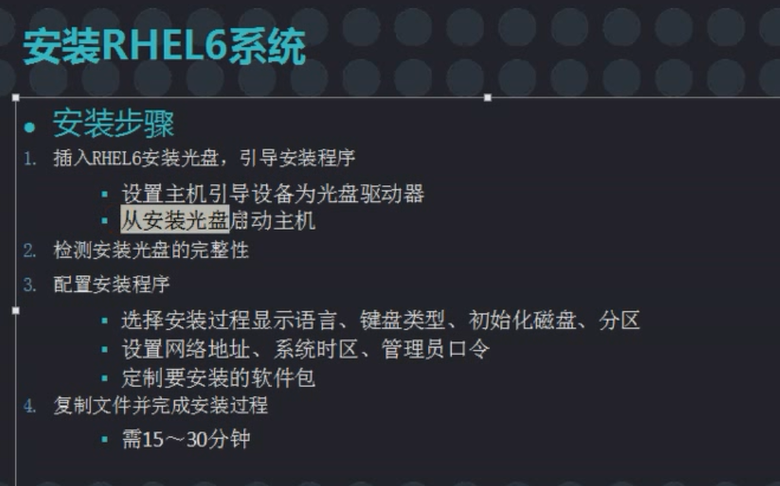 安装RHEL6系统
● 安装步骤
1. 插入RHEL6安装光盘，引导安装程序
▪ 设置主机引导设备为光盘驱动器
▪ 从安装光盘启动主机
2. 检测安装光盘的完整性
3. 配置安装程序
▪ 选择安装过程显示语言、键盘类型、初始化磁盘、分区
▪ 设置网络地址、系统时区、管理员口令
▪ 定制要安装的软件包
4. 复制文件并完成安装过程
▪ 需15～30分钟